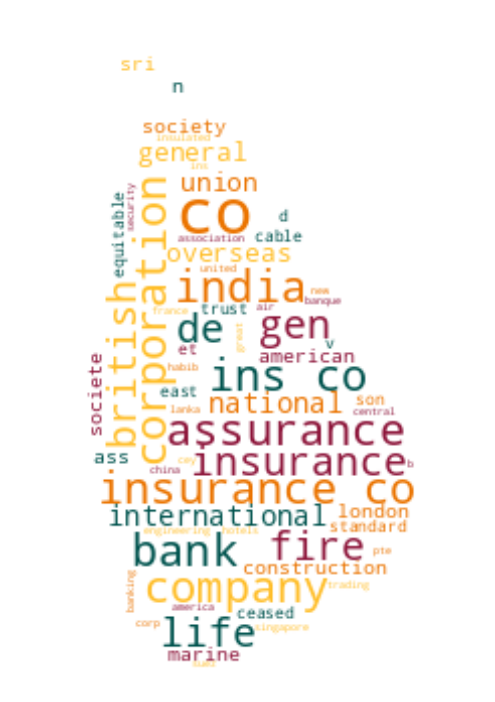 sri
n
society
insulated
general
ins
union
security
equitable
co
d
association
cable
corporation
overseas
united
british
india
new
banque
france
trust
air
de
gen
great
v
et
american
societe
habib
ins co
east
national
son
lanka
central
assurance
ass
insurance
china
b
insurance co
international
london
standard
engineering
hotels
bank
fire
pte
construction
banking
company
trading
america
ceased
corp
life
singapore
marine